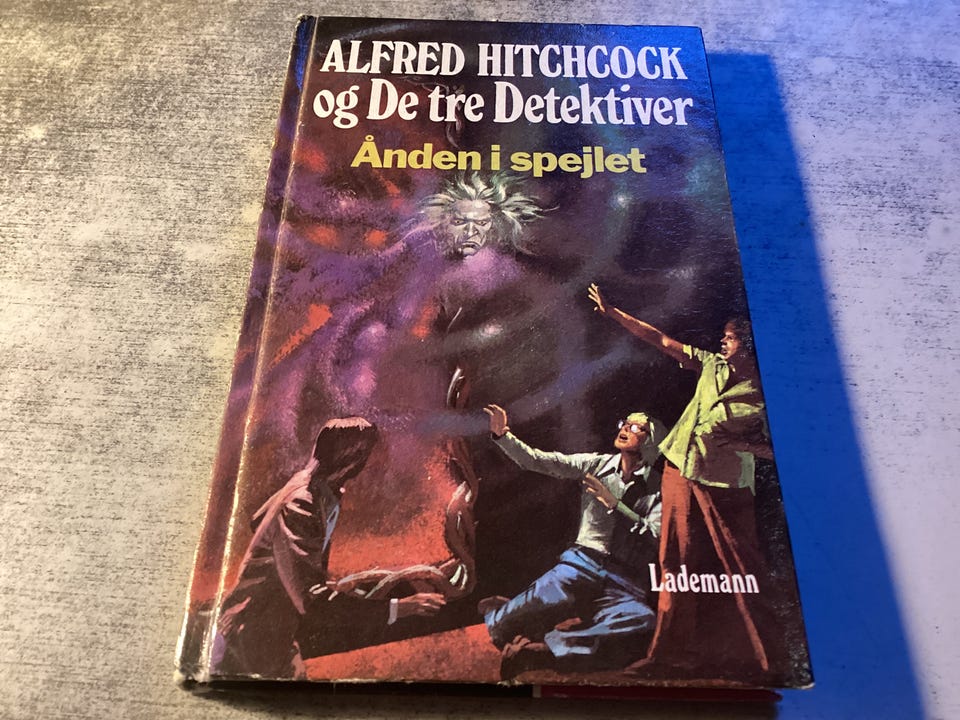 ALFRED HITCHCOCK
og De tre Detektiver
Ånden i spejlet
Lademann